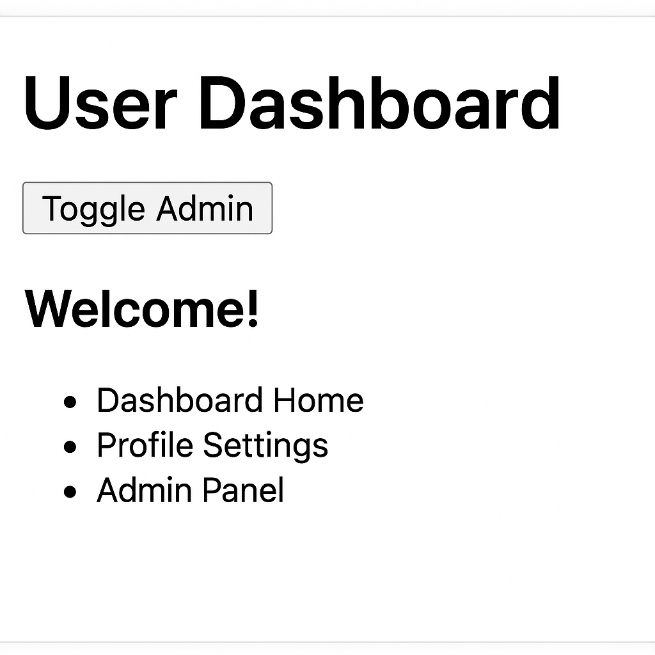 User Dashboard
Toggle Admin
Welcome!
Dashboard Home
Profile Settings
Admin Panel